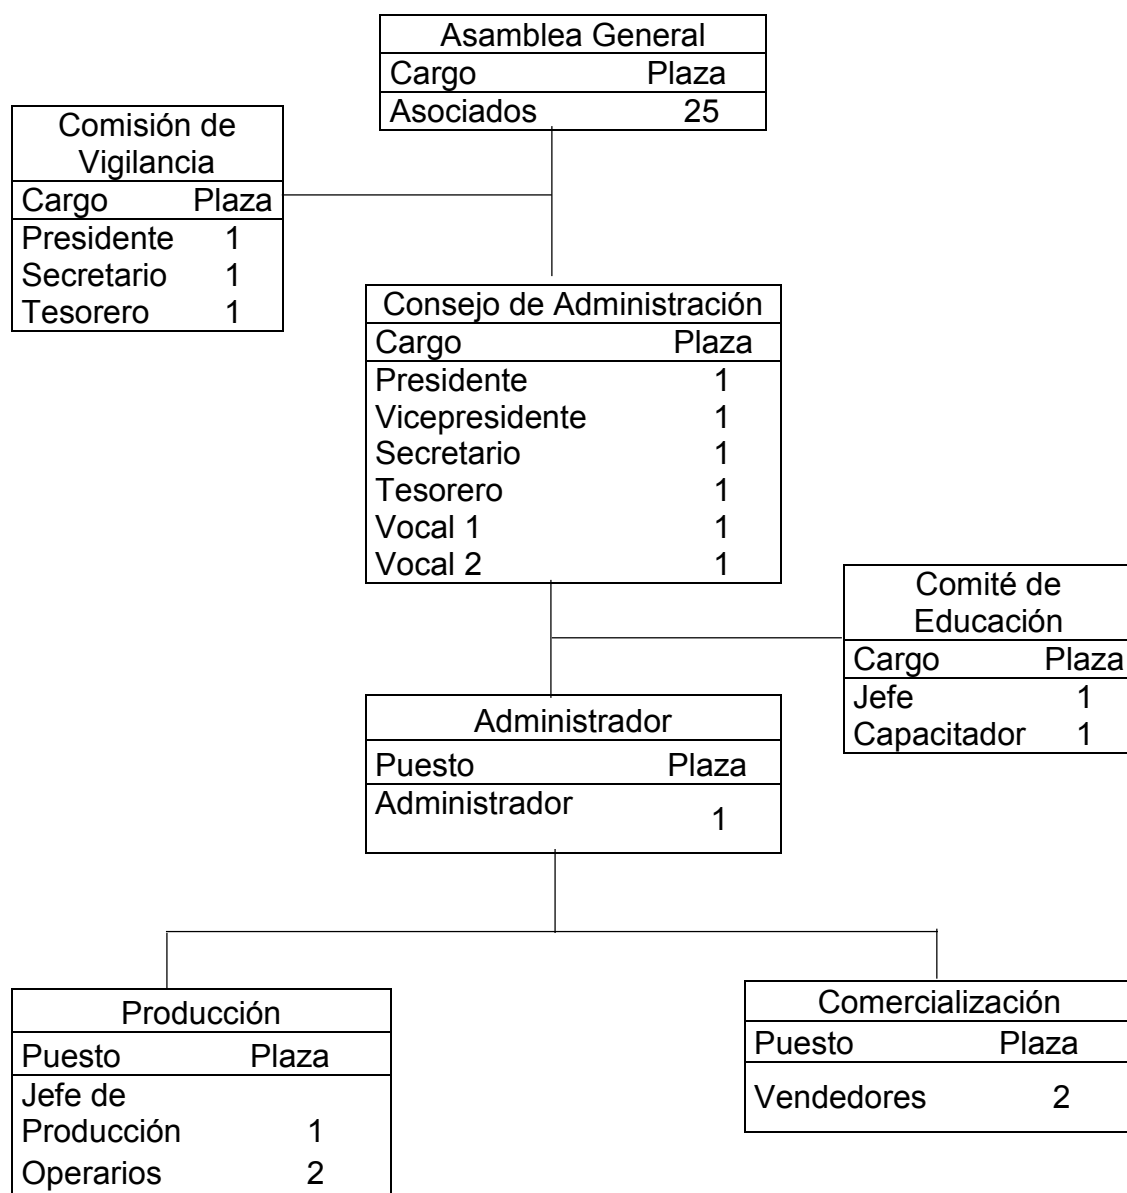 Asamblea General
Cargo Plaza
Asociados 25
Comisión de
Vigilancia
Cargo Plaza
Presidente 1
Secretario 1
Tesorero 1
Consejo de Administración
Cargo Plaza
Presidente 1
Vicepresidente 1
Secretario 1
Tesorero 1
Vocal 1 1
Vocal 2 1
Comité de
Educación
Cargo Plaza
Jefe 1
Capacitador 1
Administrador
Puesto Plaza
Administrador 1
Producción
Puesto Plaza
Jefe de
Producción 1
Operarios 2
Comercialización
Puesto Plaza
Vendedores 2